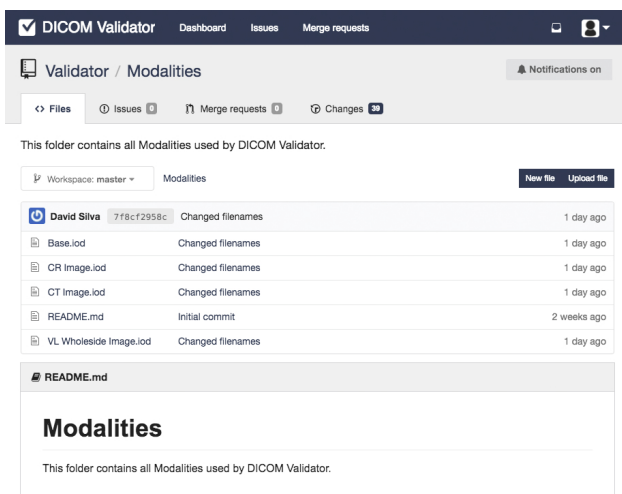 DICOM Validator Dashboard Issues Merge requests
Validator / Modalities Notifications on
<> Files Issues 0 Merge requests 0 Changes 39
This folder contains all Modalities used by DICOM Validator.
Workspace: master Modalities New file Upload file
David Silva 7f8cf2958c Changed filenames 1 day ago
Base.iod Changed filenames 1 day ago
CR Image.iod Changed filenames 1 day ago
CT Image.iod Changed filenames 1 day ago
README.md Initial commit 2 weeks ago
VL Wholeside Image.iod Changed filenames 1 day ago
README.md
Modalities
This folder contains all Modalities used by DICOM Validator.